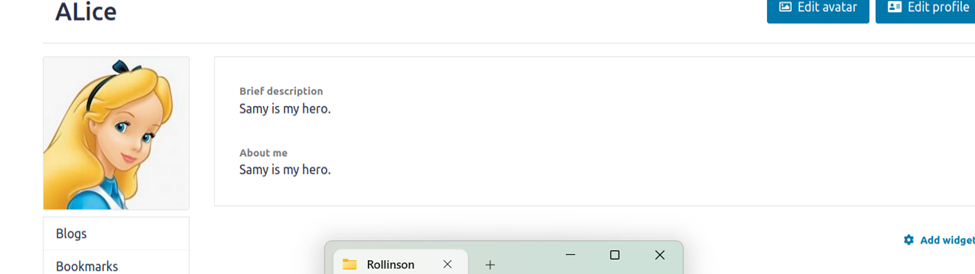 ALice
Edit avatar
Edit profile
Brief description
Samy is my hero.
About me
Samy is my hero.
Blogs
Add widget
Bookmarks
Rollinson